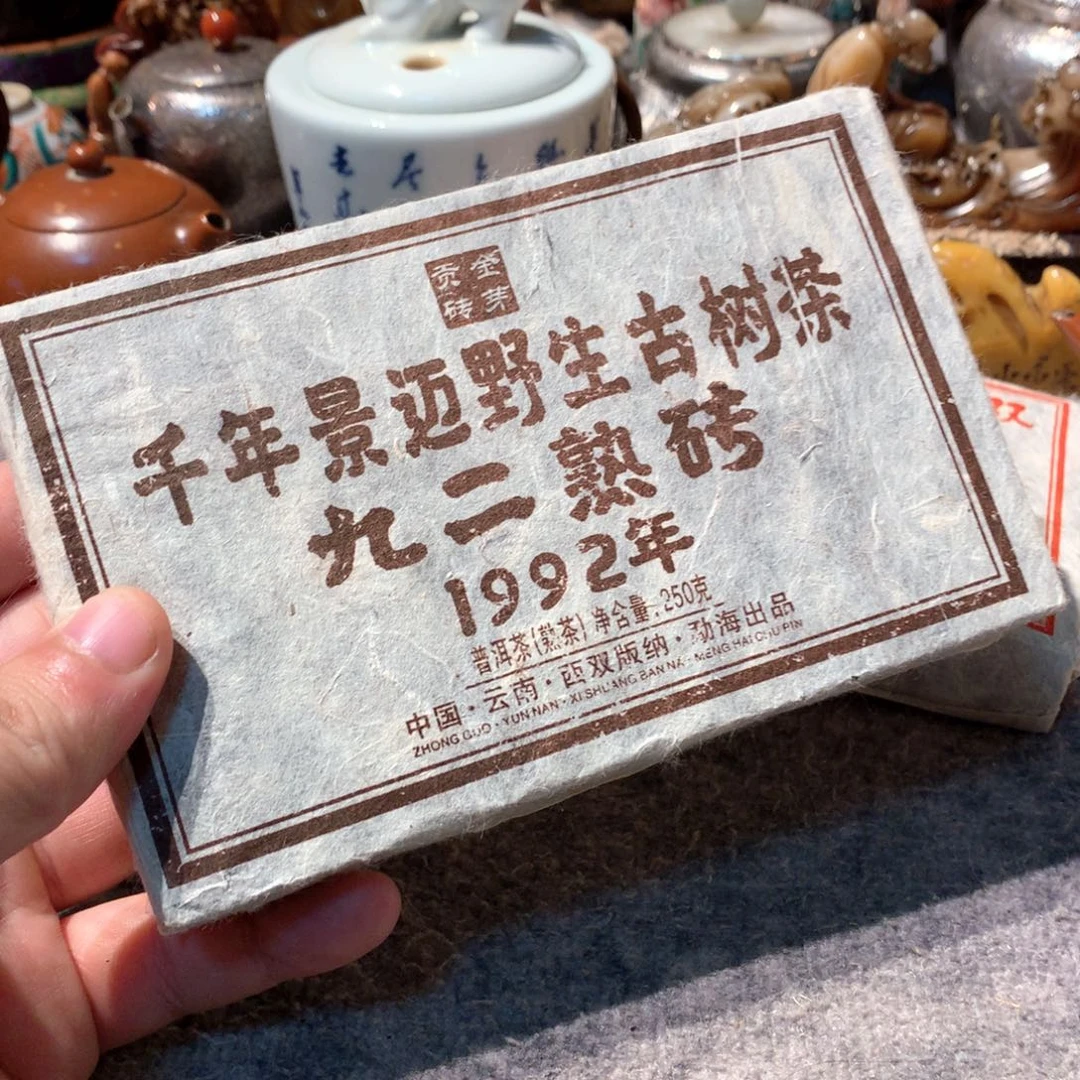 金芽
贡砖
千年景迈野生古树茶
九二熟砖
1992年
普洱茶(熟茶) 净含量:250克
中国·云南·西双版纳·勐海出品
ZHONG GUO·YUN NAN·XI SHUANG BAN NA·MENG HAI CHU PIN
双